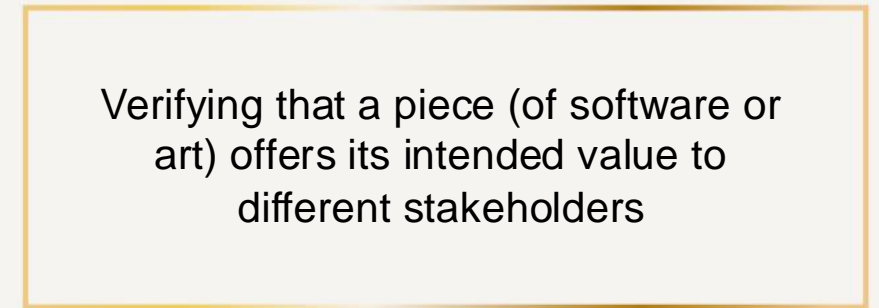 Verifying that a piece (of software or
art) offers its intended value to
different stakeholders